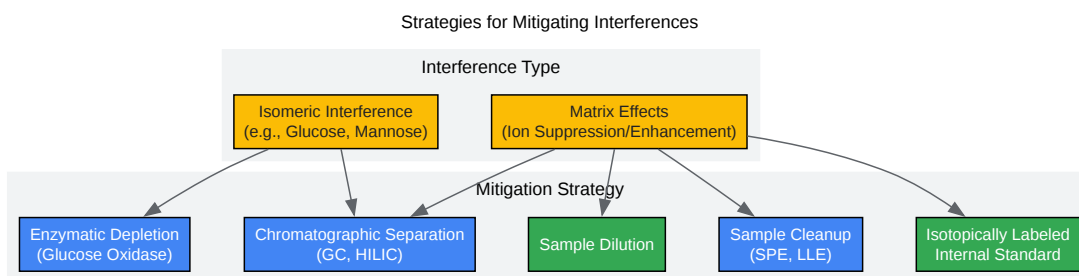 Strategies for Mitigating Interferences
Interference Type
Isomeric Interference
(e.g., Glucose, Mannose)
Matrix Effects
(Ion Suppression/Enhancement)
Mitigation Strategy
Enzymatic Depletion
(Glucose Oxidase)
Chromatographic Separation
(GC, HILIC)
Sample Dilution
Sample Cleanup
(SPE, LLE)
Isotopically Labeled
Internal Standard